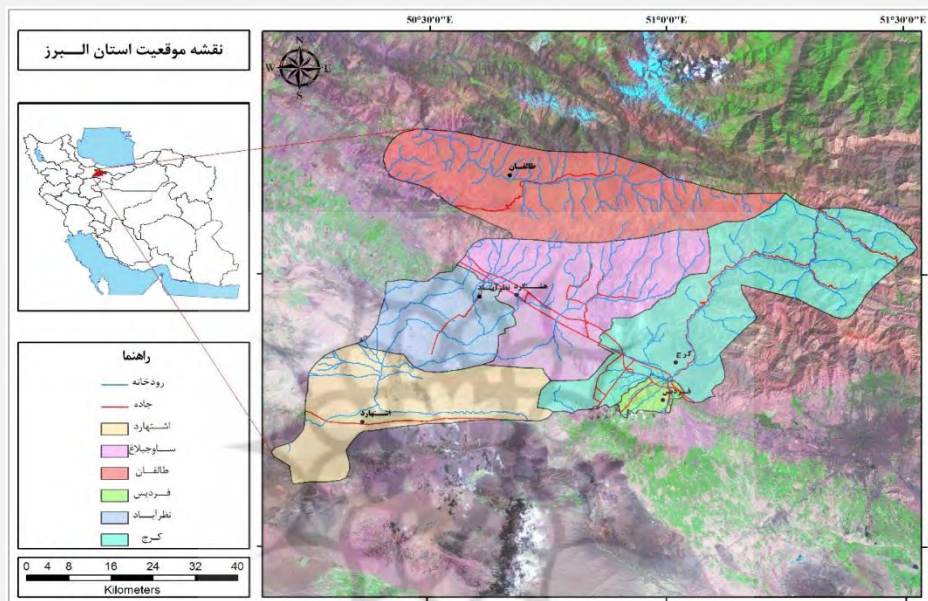 نقشه موقعیت استان البرز
50°30'0"E
51°0'0"E
51°30'0"E
N
W
S
طالقان
هشتگرد
نظرآباد
کرج
فردیس
اشتهارد
راهنما
رودخانه
جاده
اشتهارد
ساوجبلاغ
طالقان
فردیس
نظرآباد
کرج
0 4 8 16 24 32 40
Kilometers